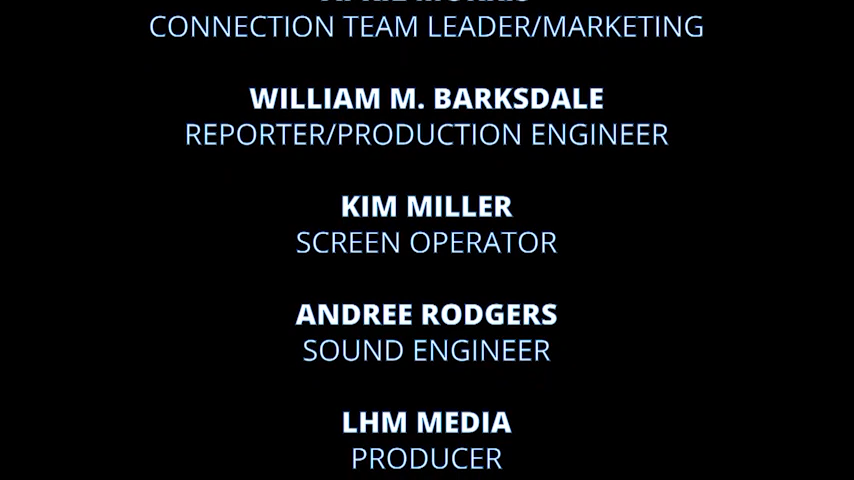 CONNECTION TEAM LEADER/MARKETING
WILLIAM M. BARKSDALE
REPORTER/PRODUCTION ENGINEER
KIM MILLER
SCREEN OPERATOR
ANDREE RODGERS
SOUND ENGINEER
LHM MEDIA
PRODUCER